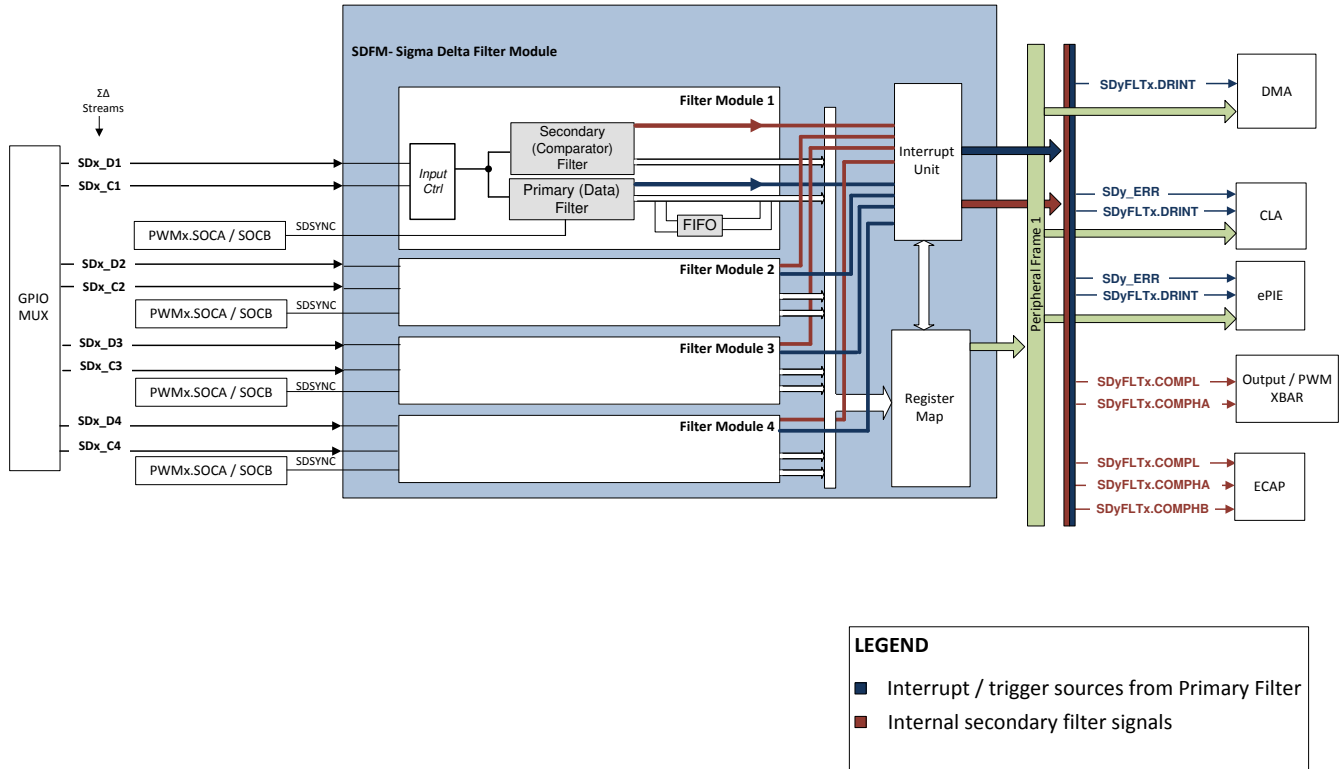 SDFM- Sigma Delta Filter Module
ΣΔ
Streams
GPIO
MUX
SDx_D1
SDx_C1
PWMx.SOCA / SOCB
SDSYNC
SDx_D2
SDx_C2
PWMx.SOCA / SOCB
SDSYNC
SDx_D3
SDx_C3
PWMx.SOCA / SOCB
SDSYNC
SDx_D4
SDx_C4
PWMx.SOCA / SOCB
SDSYNC
Filter Module 1
Input
Ctrl
Secondary
(Comparator)
Filter
Primary (Data)
Filter
FIFO
Filter Module 2
Filter Module 3
Filter Module 4
Interrupt
Unit
Register
Map
Peripheral Frame 1
SDyFLTx.DRINT
DMA
SDy_ERR
SDyFLTx.DRINT
CLA
SDy_ERR
SDyFLTx.DRINT
ePIE
SDyFLTx.COMPL
SDyFLTx.COMPHA
Output / PWM
XBAR
SDyFLTx.COMPL
SDyFLTx.COMPHA
SDyFLTx.COMPHB
ECAP
LEGEND
Interrupt / trigger sources from Primary Filter
Internal secondary filter signals